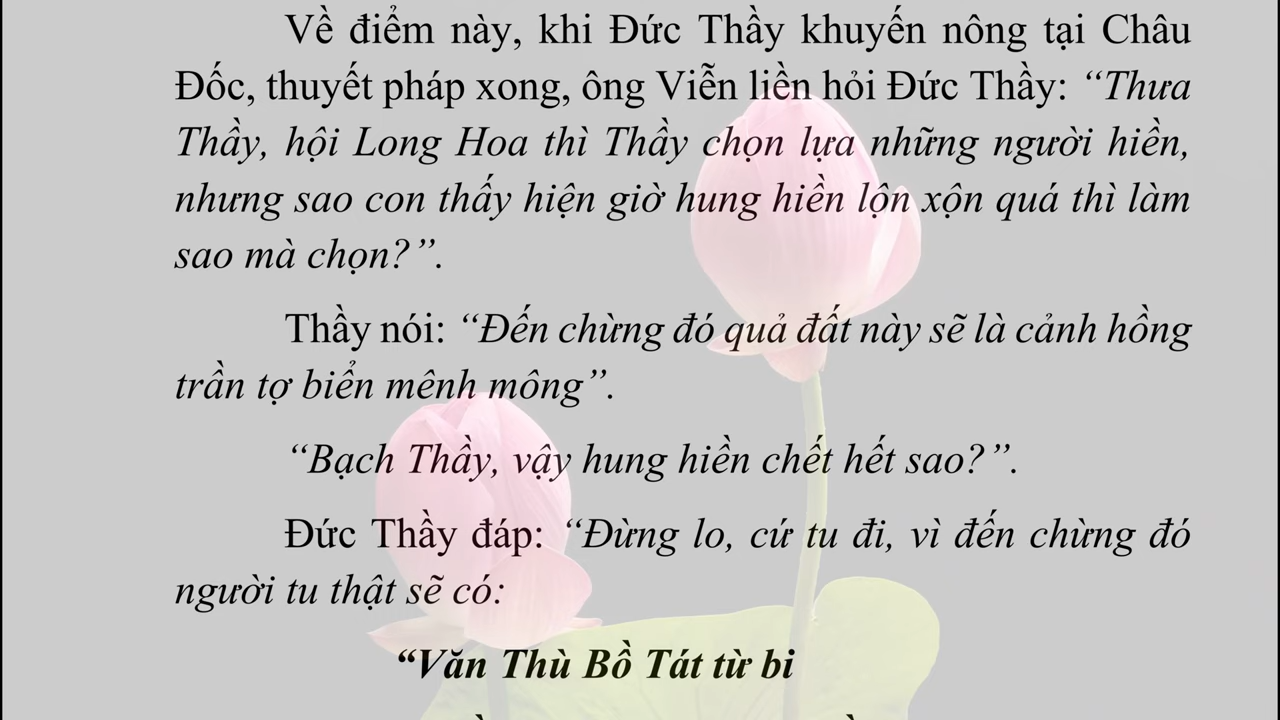 Về điểm này, khi Đức Thầy khuyến nông tại Châu
Đốc, thuyết pháp xong, ông Viễn liền hỏi Đức Thầy: “Thưa
Thầy, hội Long Hoa thì Thầy chọn lựa những người hiền,
nhưng sao con thấy hiện giờ hung hiền lộn xộn quá thì làm
sao mà chọn?”.
Thầy nói: “Đến chừng đó quả đất này sẽ là cảnh hồng
trần tợ biển mênh mông”.
“Bạch Thầy, vậy hung hiền chết hết sao?”.
Đức Thầy đáp: “Đừng lo, cứ tu đi, vì đến chừng đó
người tu thật sẽ có:
“Văn Thù Bồ Tát từ bi